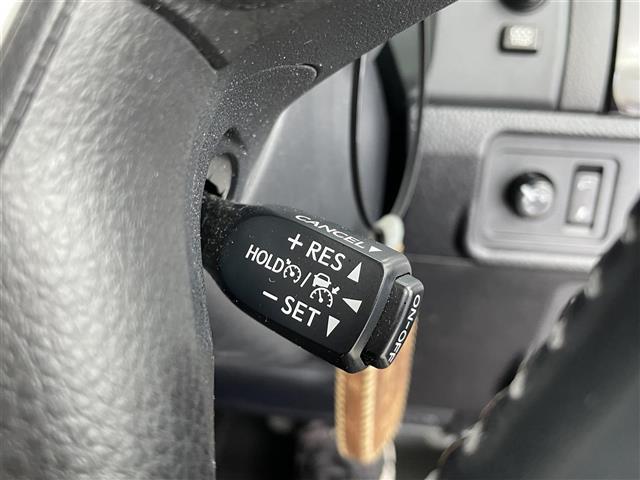 CANCEL
+ RES
HOLD /
- SET
ON-OFF